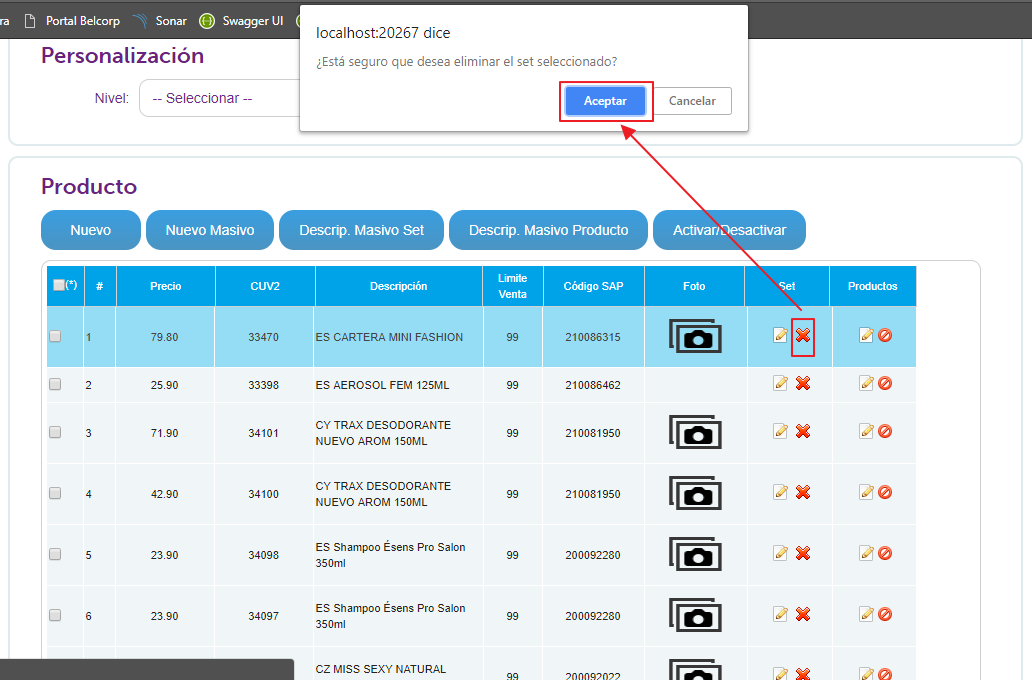 ra Portal Belcorp Sonar Swagger UI
localhost:20267 dice
¿Está seguro que desea eliminar el set seleccionado?
Aceptar Cancelar
Personalización
Nivel: -- Seleccionar --
Producto
Nuevo Nuevo Masivo Descrip. Masivo Set Descrip. Masivo Producto Activar/Desactivar
(*) # Precio CUV2 Descripción Limite Venta Código SAP Foto Set Productos
1 79.80 33470 ES CARTERA MINI FASHION 99 210086315
2 25.90 33398 ES AEROSOL FEM 125ML 99 210086462
3 71.90 34101 CY TRAX DESODORANTE NUEVO AROM 150ML 99 210081950
4 42.90 34100 CY TRAX DESODORANTE NUEVO AROM 150ML 99 210081950
5 23.90 34098 ES Shampoo Ésens Pro Salon 350ml 99 200092280
6 23.90 34097 ES Shampoo Ésens Pro Salon 350ml 99 200092280
CZ MISS SEXY NATURAL 99 200092022